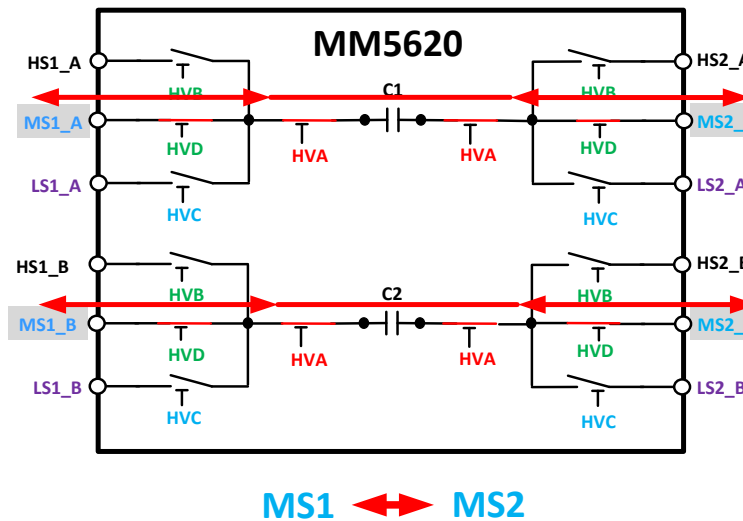 MM5620
HS1_A
HVB
C1
HVB
HS2_A
MS1_A
HVD
HVA
HVA
HVD
MS2_
LS1_A
HVC
HVC
LS2_A
HS1_B
HVB
C2
HVB
HS2_B
MS1_B
HVD
HVA
HVA
HVD
MS2_
LS1_B
HVC
HVC
LS2_B
MS1 MS2